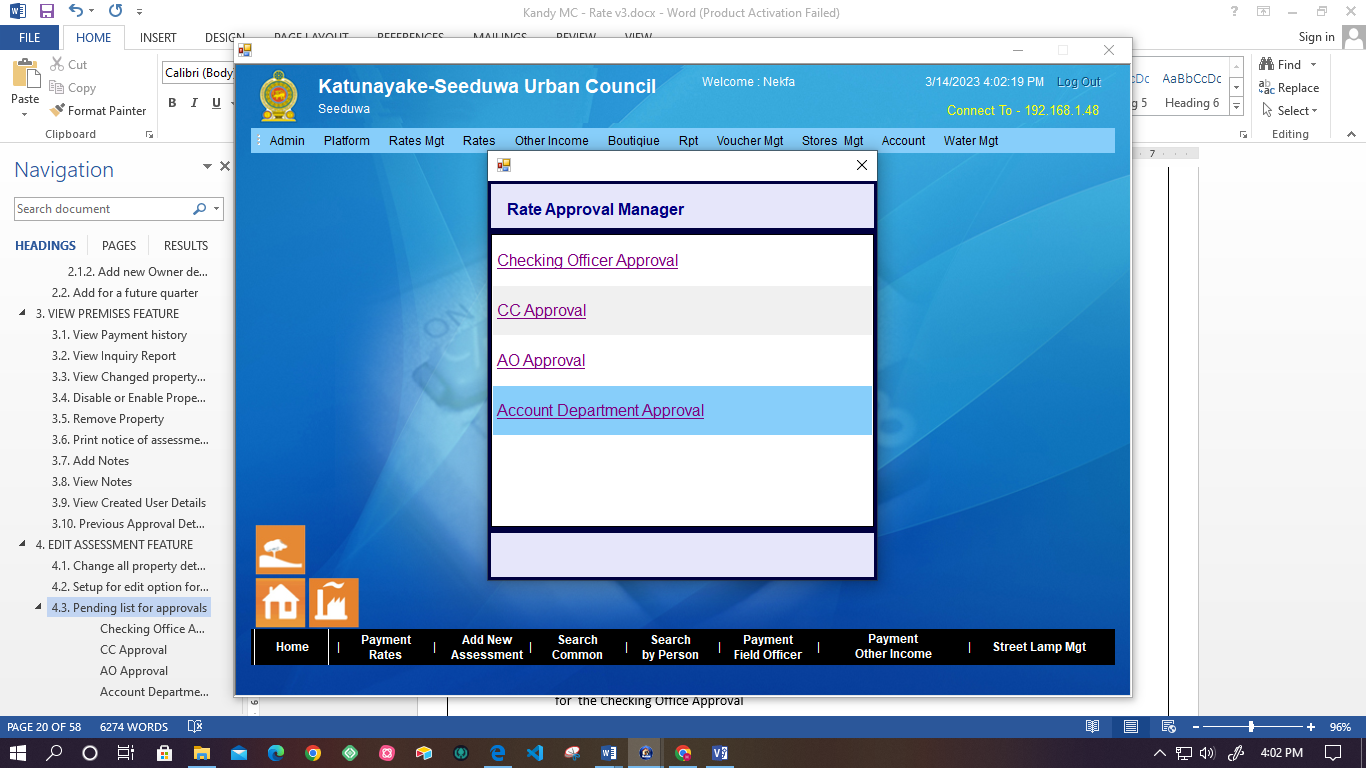 Kandy MC - Rate v3.docx - Word (Product Activation Failed)
FILE
HOME
INSERT
DESIGN
PAGE LAYOUT
REFERENCES
MAILINGS
REVIEW
VIEW
Sign in
Paste
Cut
Copy
Format Painter
Clipboard
Calibri (Body
B I U
AaBbCcDc
g 5
Heading 6
Find
Replace
Select
Editing
Navigation
Search document
HEADINGS
PAGES
RESULTS
2.1.2. Add new Owner de...
2.2. Add for a future quarter
3. VIEW PREMISES FEATURE
3.1. View Payment history
3.2. View Inquiry Report
3.3. View Changed property...
3.4. Disable or Enable Prope...
3.5. Remove Property
3.6. Print notice of assessme...
3.7. Add Notes
3.8. View Notes
3.9. View Created User Details
3.10. Previous Approval Det...
4. EDIT ASSESSMENT FEATURE
4.1. Change all property det...
4.2. Setup for edit option for...
4.3. Pending list for approvals
Checking Office A...
CC Approval
AO Approval
Account Departme...
Katunayake-Seeduwa Urban Council
Seeduwa
Welcome : Nekfa
3/14/2023 4:02:19 PM
Log Out
Connect To - 192.168.1.48
Admin
Platform
Rates Mgt
Rates
Other Income
Boutiqiue
Rpt
Voucher Mgt
Stores Mgt
Account
Water Mgt
Rate Approval Manager
Checking Officer Approval
CC Approval
AO Approval
Account Department Approval
ON
Home
Payment
Rates
Add New
Assessment
Search
Common
Search
by Person
Payment
Field Officer
Payment
Other Income
Street Lamp Mgt
7
for the Checking Office Approval
PAGE 20 OF 58
6274 WORDS
96%
4:02 PM